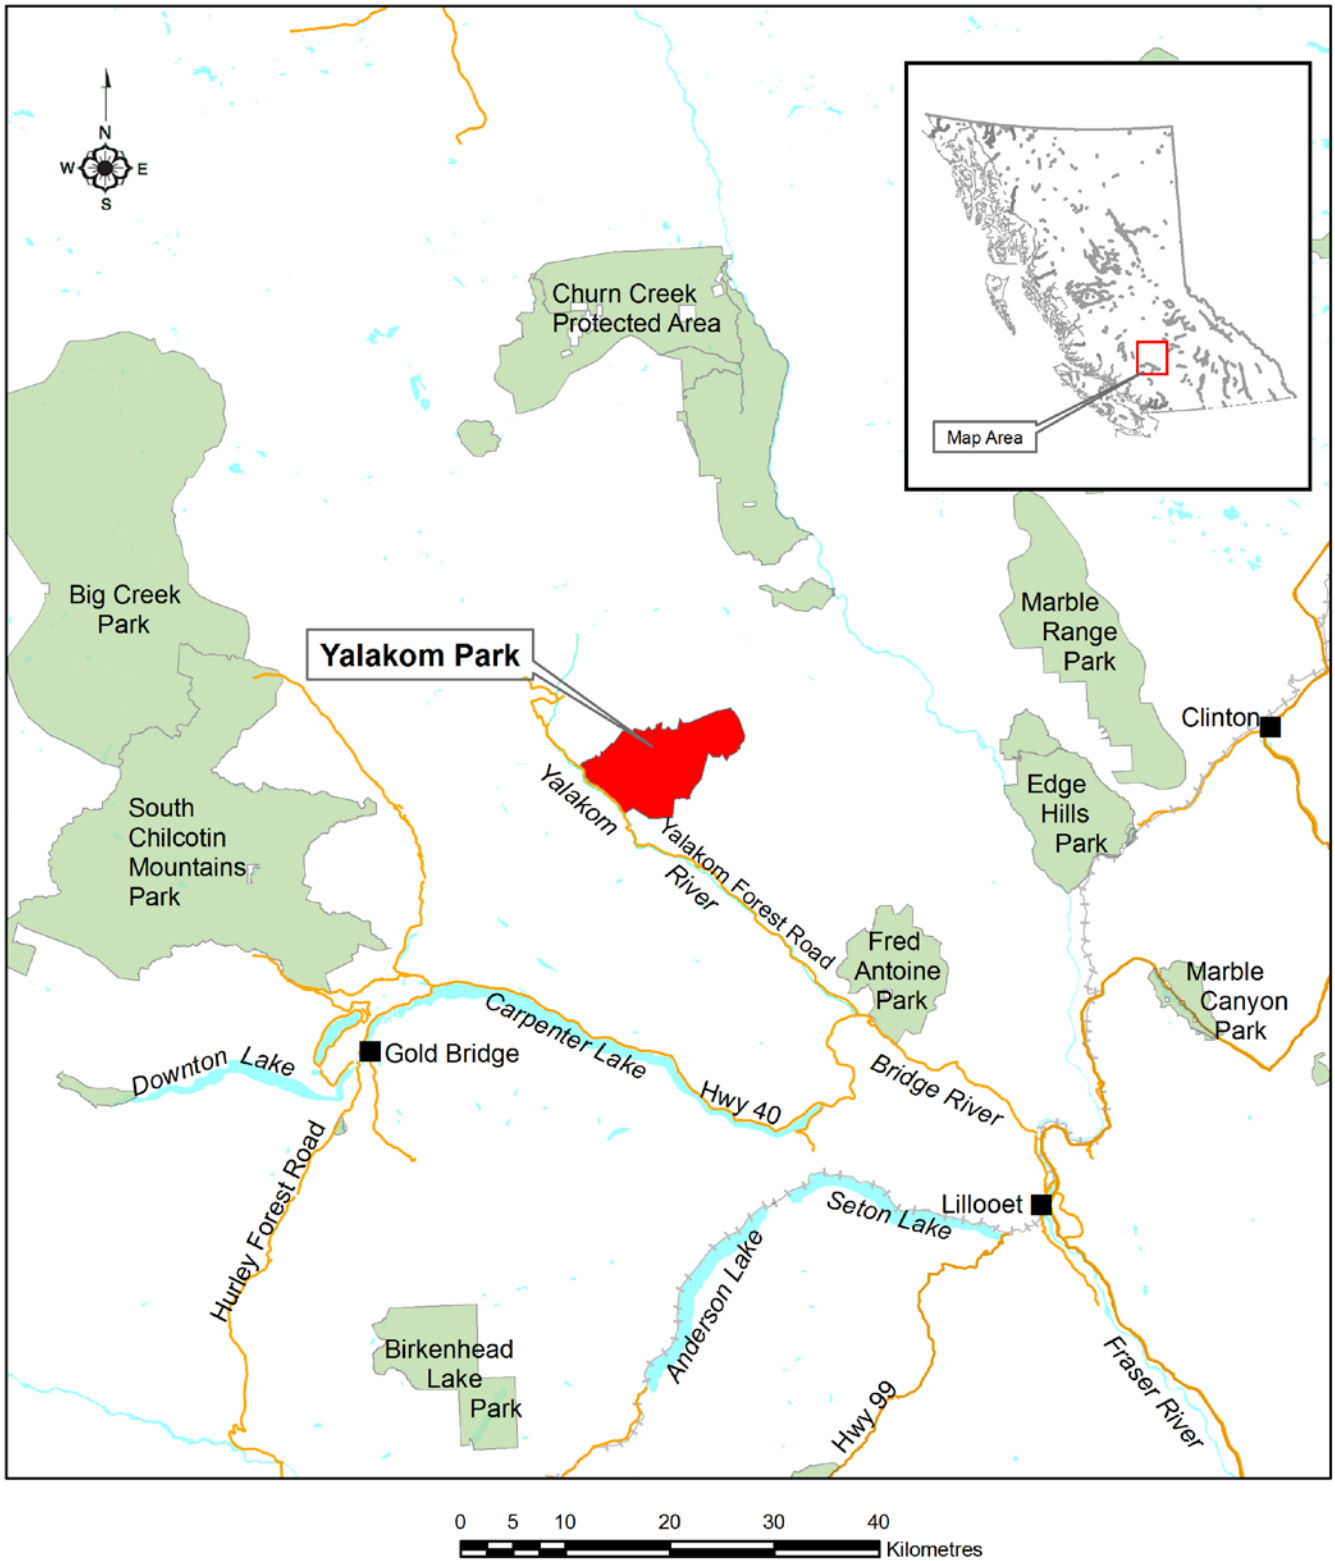 N
W E
S
Map Area
Churn Creek
Protected Area
Big Creek
Park
Marble
Range
Park
Yalakom Park
Clinton
Edge
Hills
Park
South
Chilcotin
Mountains
Park
Yalakom
River
Yalakom Forest Road
Fred
Antoine
Park
Marble
Canyon
Park
Carpenter Lake
Gold Bridge
Downton Lake
Hwy 40
Bridge River
Hurley Forest Road
Lillooet
Seton Lake
Anderson Lake
Birkenhead
Lake
Park
Hwy 99
Fraser River
0 5 10 20 30 40
Kilometres